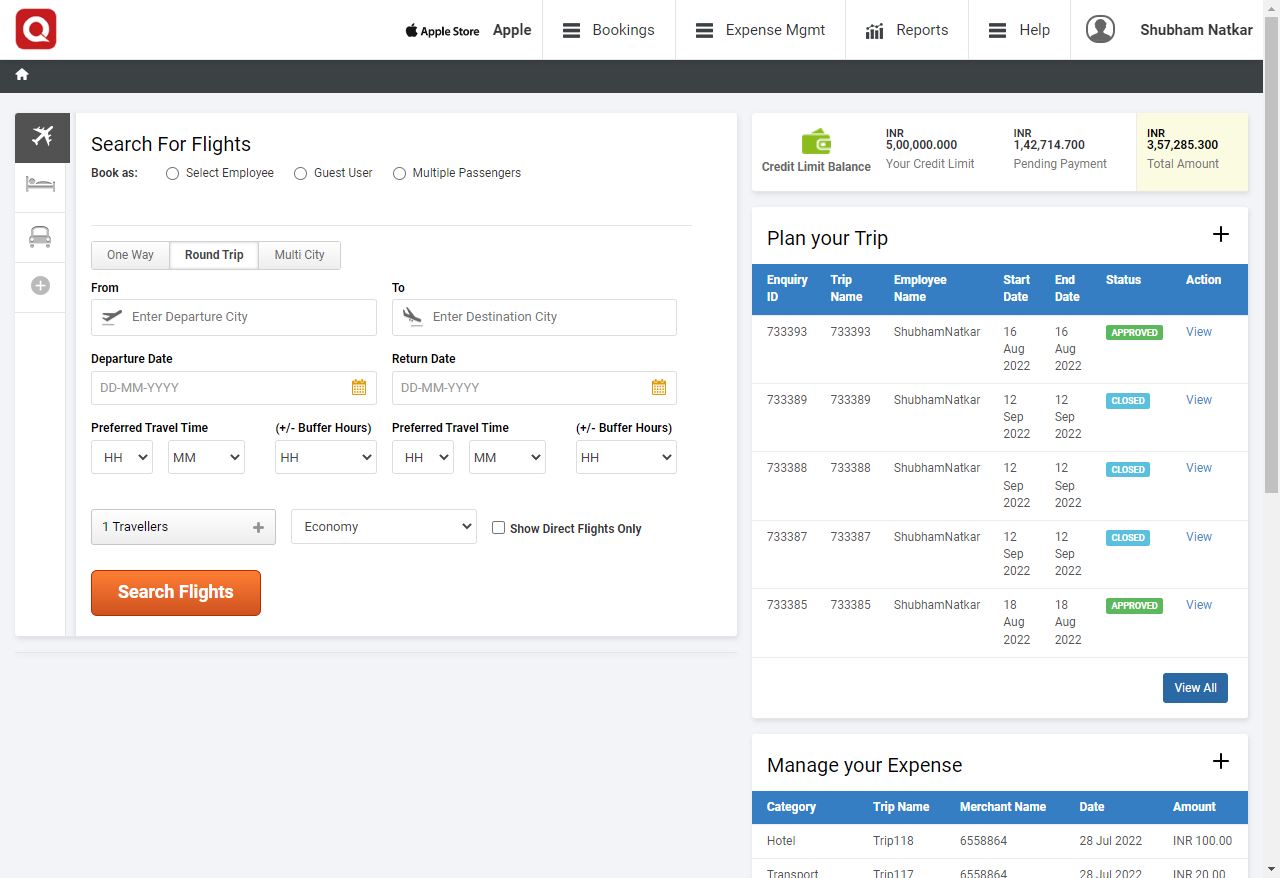 Q
Apple Store Apple
Bookings
Expense Mgmt
Reports
Help
Shubham Natkar
Search For Flights
Book as: Select Employee Guest User Multiple Passengers
One Way Round Trip Multi City
From To
Enter Departure City Enter Destination City
Departure Date Return Date
DD-MM-YYYY DD-MM-YYYY
Preferred Travel Time (+/- Buffer Hours) Preferred Travel Time (+/- Buffer Hours)
HH MM HH HH MM HH
1 Travellers + Economy Show Direct Flights Only
Search Flights
Credit Limit Balance
INR
5,00,000.000
Your Credit Limit
INR
1,42,714.700
Pending Payment
INR
3,57,285.300
Total Amount
Plan your Trip +
Enquiry ID Trip Name Employee Name Start Date End Date Status Action
733393 733393 ShubhamNatkar 16 Aug 2022 16 Aug 2022 APPROVED View
733389 733389 ShubhamNatkar 12 Sep 2022 12 Sep 2022 CLOSED View
733388 733388 ShubhamNatkar 12 Sep 2022 12 Sep 2022 CLOSED View
733387 733387 ShubhamNatkar 12 Sep 2022 12 Sep 2022 CLOSED View
733385 733385 ShubhamNatkar 18 Aug 2022 18 Aug 2022 APPROVED View
View All
Manage your Expense +
Category Trip Name Merchant Name Date Amount
Hotel Trip118 6558864 28 Jul 2022 INR 100.00
Transport Trip117 6558864 28 Jul 2022 INR 20.00